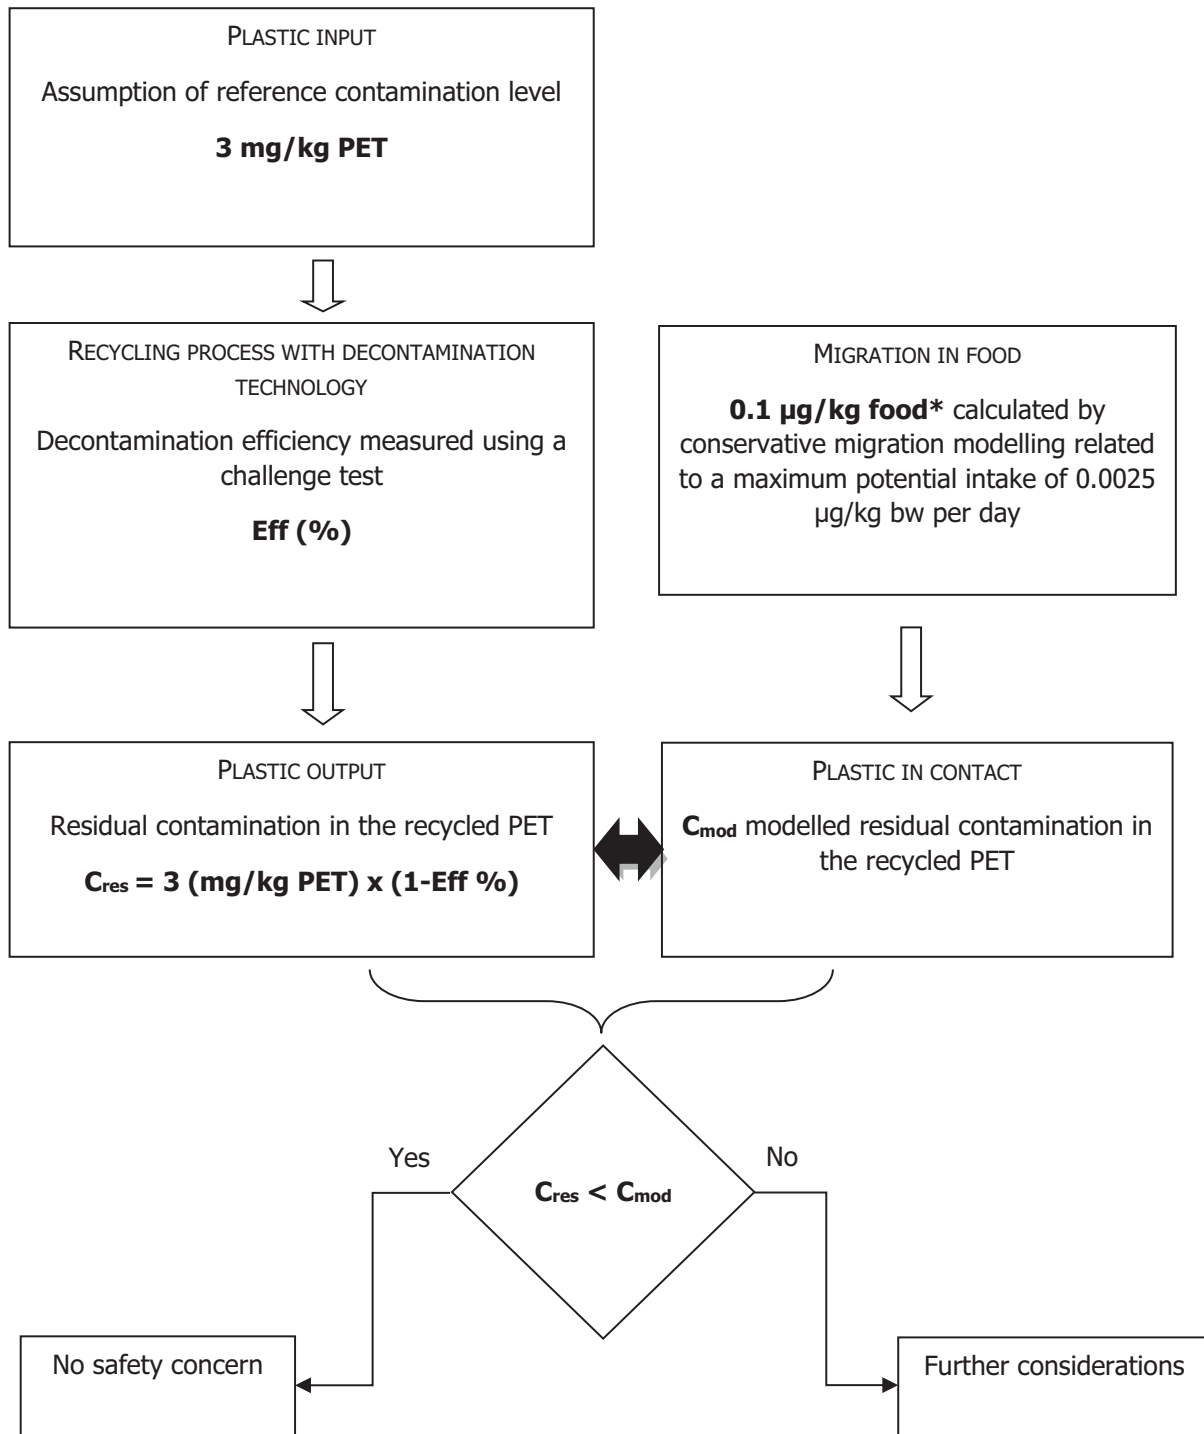 PLASTIC INPUT
Assumption of reference contamination level
3 mg/kg PET
RECYCLING PROCESS WITH DECONTAMINATION
TECHNOLOGY
Decontamination efficiency measured using a
challenge test
Eff (%)
MIGRATION IN FOOD
0.1 µg/kg food* calculated by
conservative migration modelling related
to a maximum potential intake of 0.0025
µg/kg bw per day
PLASTIC OUTPUT
Residual contamination in the recycled PET
Cres = 3 (mg/kg PET) x (1-Eff %)
PLASTIC IN CONTACT
Cmod modelled residual contamination in
the recycled PET
Yes
No
Cres < Cmod
No safety concern
Further considerations